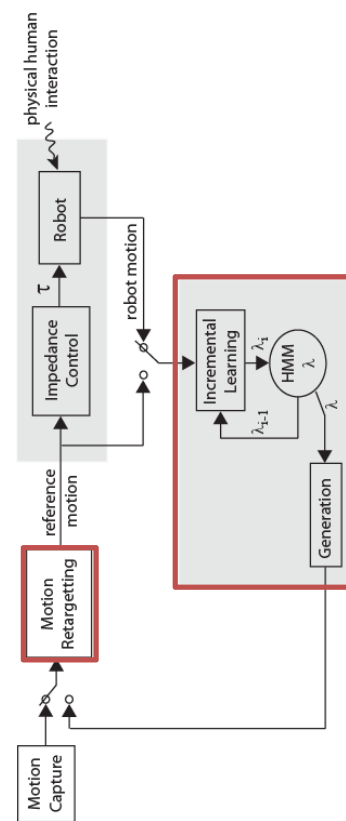 Motion
Capture
Motion
Retargetting
reference
motion
Impedance
Control
τ
Robot
physical human
interaction
robot motion
Incremental
Learning
λi
λi-1
HMM
λ
λ
Generation